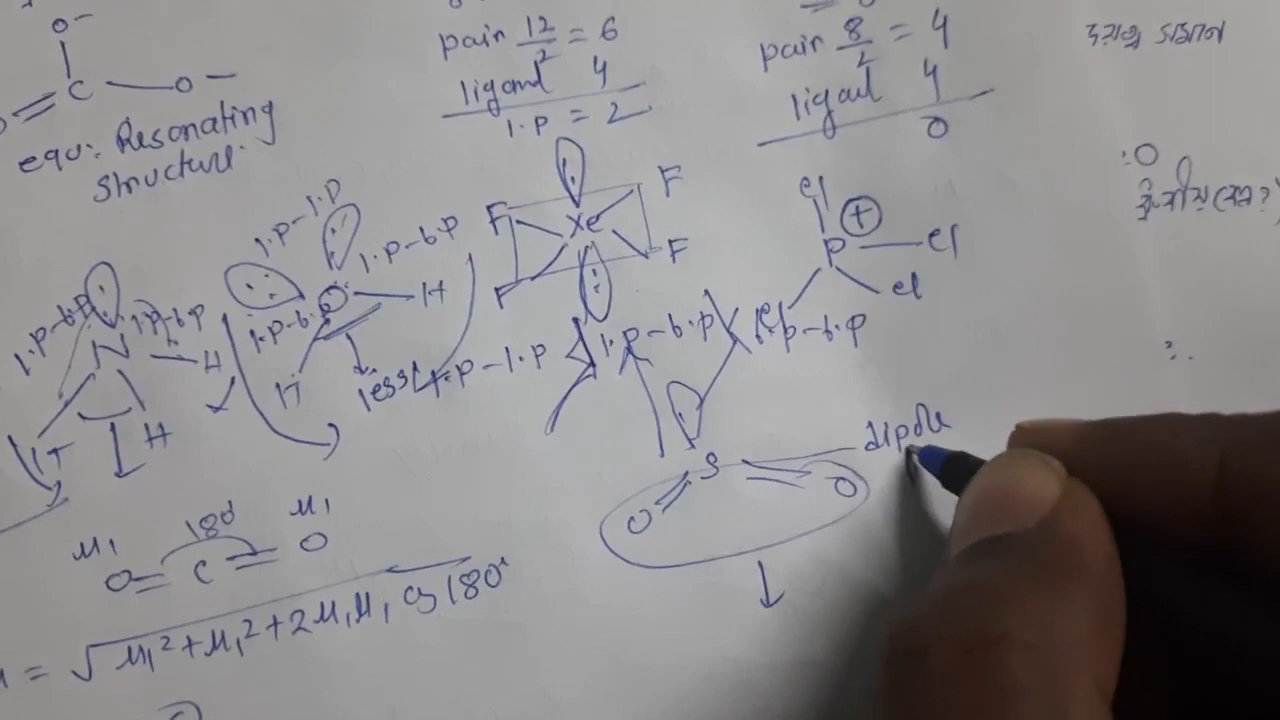 O⁻
C — O⁻
equ: Resonating
structure.
pair 12/2 = 6
ligand 4
l.p = 2
pair 8/2 = 4
ligand 4
0
:O
F Xe F
F F
Cl
P ⊕ Cl
Cl Cl
l.p-l.p
l.p-b.p
l.p-b.p
O H
H
less
l.p-b.p l.p-b.p
N H
H H
l.p-l.p > l.p-b.p > b.p-b.p
S
O O
dipole
μ₁ 180° μ₁
O = C = O
μ = √μ₁²+μ₁²+2μ₁μ₁ cos180°
∴